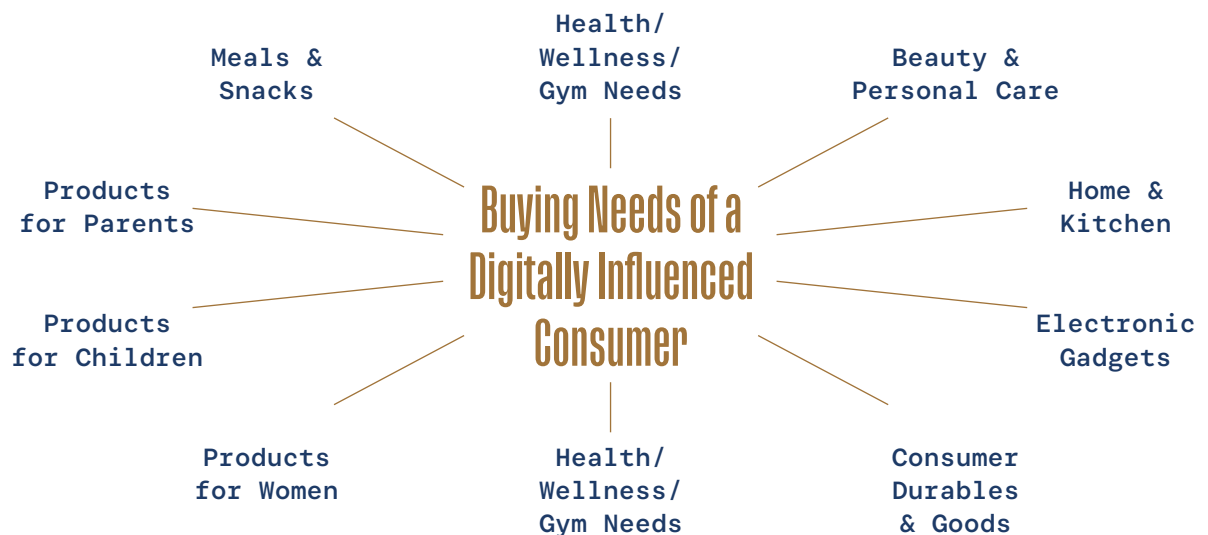 Health/
Wellness/
Gym Needs
Meals &
Snacks
Beauty &
Personal Care
Products
for Parents
Home &
Kitchen
Buying Needs of a
Digitally Influenced
Consumer
Products
for Children
Electronic
Gadgets
Products
for Women
Health/
Wellness/
Gym Needs
Consumer
Durables
& Goods